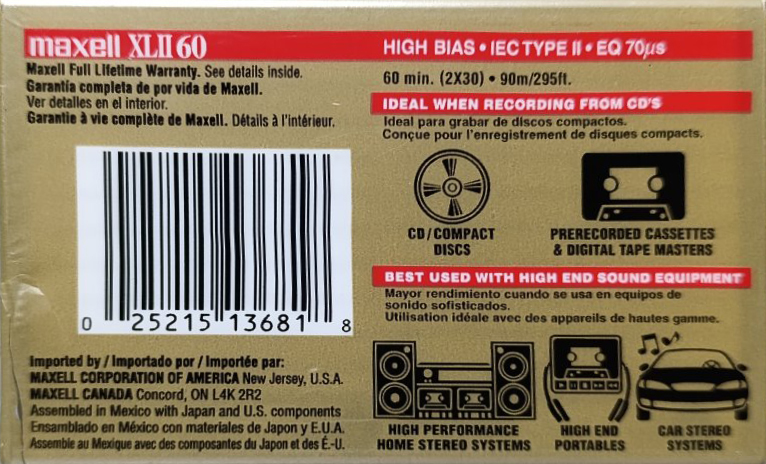 maxell XLII 60
HIGH BIAS • IEC TYPE II • EQ 70µs
Maxell Full Lifetime Warranty. See details inside.
Garantía completa de por vida de Maxell.
Ver detalles en el interior.
Garantie à vie complète de Maxell. Détails à l'intérieur.
60 min. (2X30) • 90m/295ft.
IDEAL WHEN RECORDING FROM CD'S
Ideal para grabar de discos compactos.
Conçue pour l'enregistrement de disques compacts.
CD/COMPACT
DISCS
PRERECORDED CASSETTES
& DIGITAL TAPE MASTERS
BEST USED WITH HIGH END SOUND EQUIPMENT
Mayor rendimiento cuando se usa en equipos de
sonido sofisticados.
Utilisation idéale avec des appareils de hautes gamme.
0 25215 13681 8
Imported by / Importado por / Importée par:
MAXELL CORPORATION OF AMERICA New Jersey, U.S.A.
MAXELL CANADA Concord, ON L4K 2R2
Assembled in Mexico with Japan and U.S. components
Ensamblado en México con materiales de Japon y E.U.A.
Assemble au Mexique avec des composantes du Japon et des É.-U.
HIGH PERFORMANCE
HOME STEREO SYSTEMS
HIGH END
PORTABLES
CAR STEREO
SYSTEMS